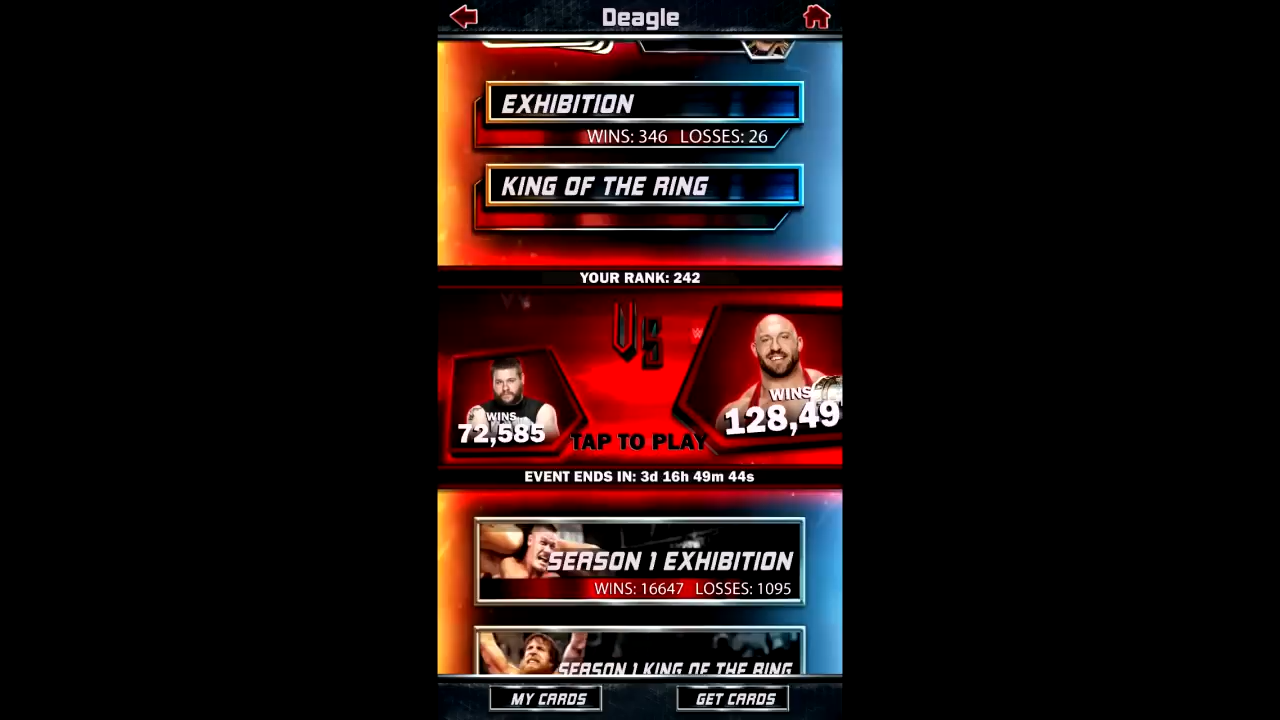 Deagle
EXHIBITION
WINS: 346 LOSSES: 26
KING OF THE RING
YOUR RANK: 242
VS
WINS
72,585
WINS
128,49
TAP TO PLAY
EVENT ENDS IN: 3d 16h 49m 44s
SEASON 1 EXHIBITION
WINS: 16647 LOSSES: 1095
SEASON 1 KING OF THE RING
MY CARDS
GET CARDS